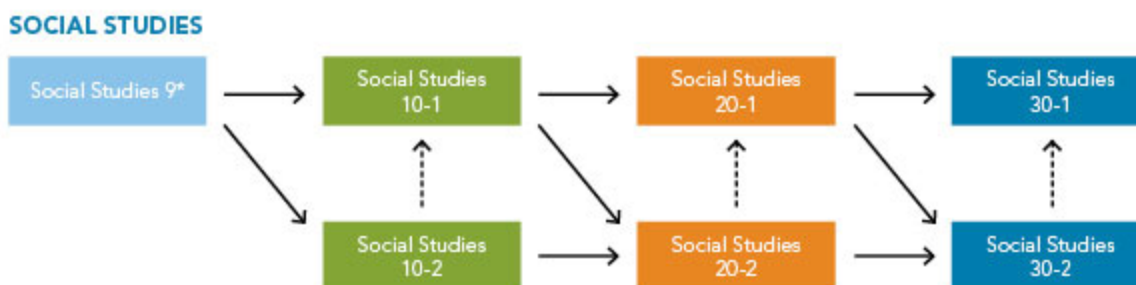 SOCIAL STUDIES
Social Studies 9*
Social Studies
10-1
Social Studies
20-1
Social Studies
30-1
Social Studies
10-2
Social Studies
20-2
Social Studies
30-2